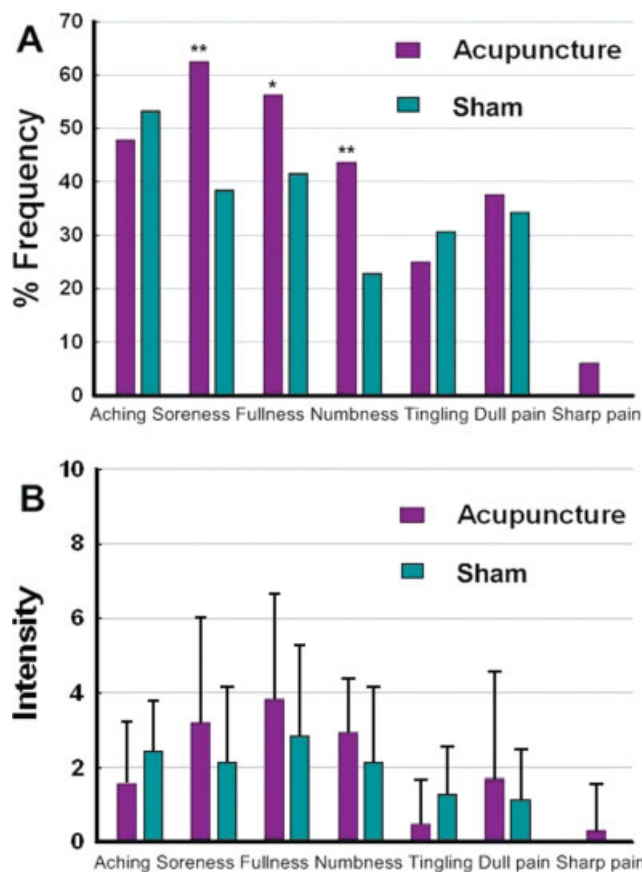 A
% Frequency
70
60
50
40
30
20
10
0
**
*
**
Acupuncture
Sham
Aching Soreness Fullness Numbness Tingling Dull pain Sharp pain
B
Intensity
10
8
6
4
2
0
Acupuncture
Sham
Aching Soreness Fullness Numbness Tingling Dull pain Sharp pain